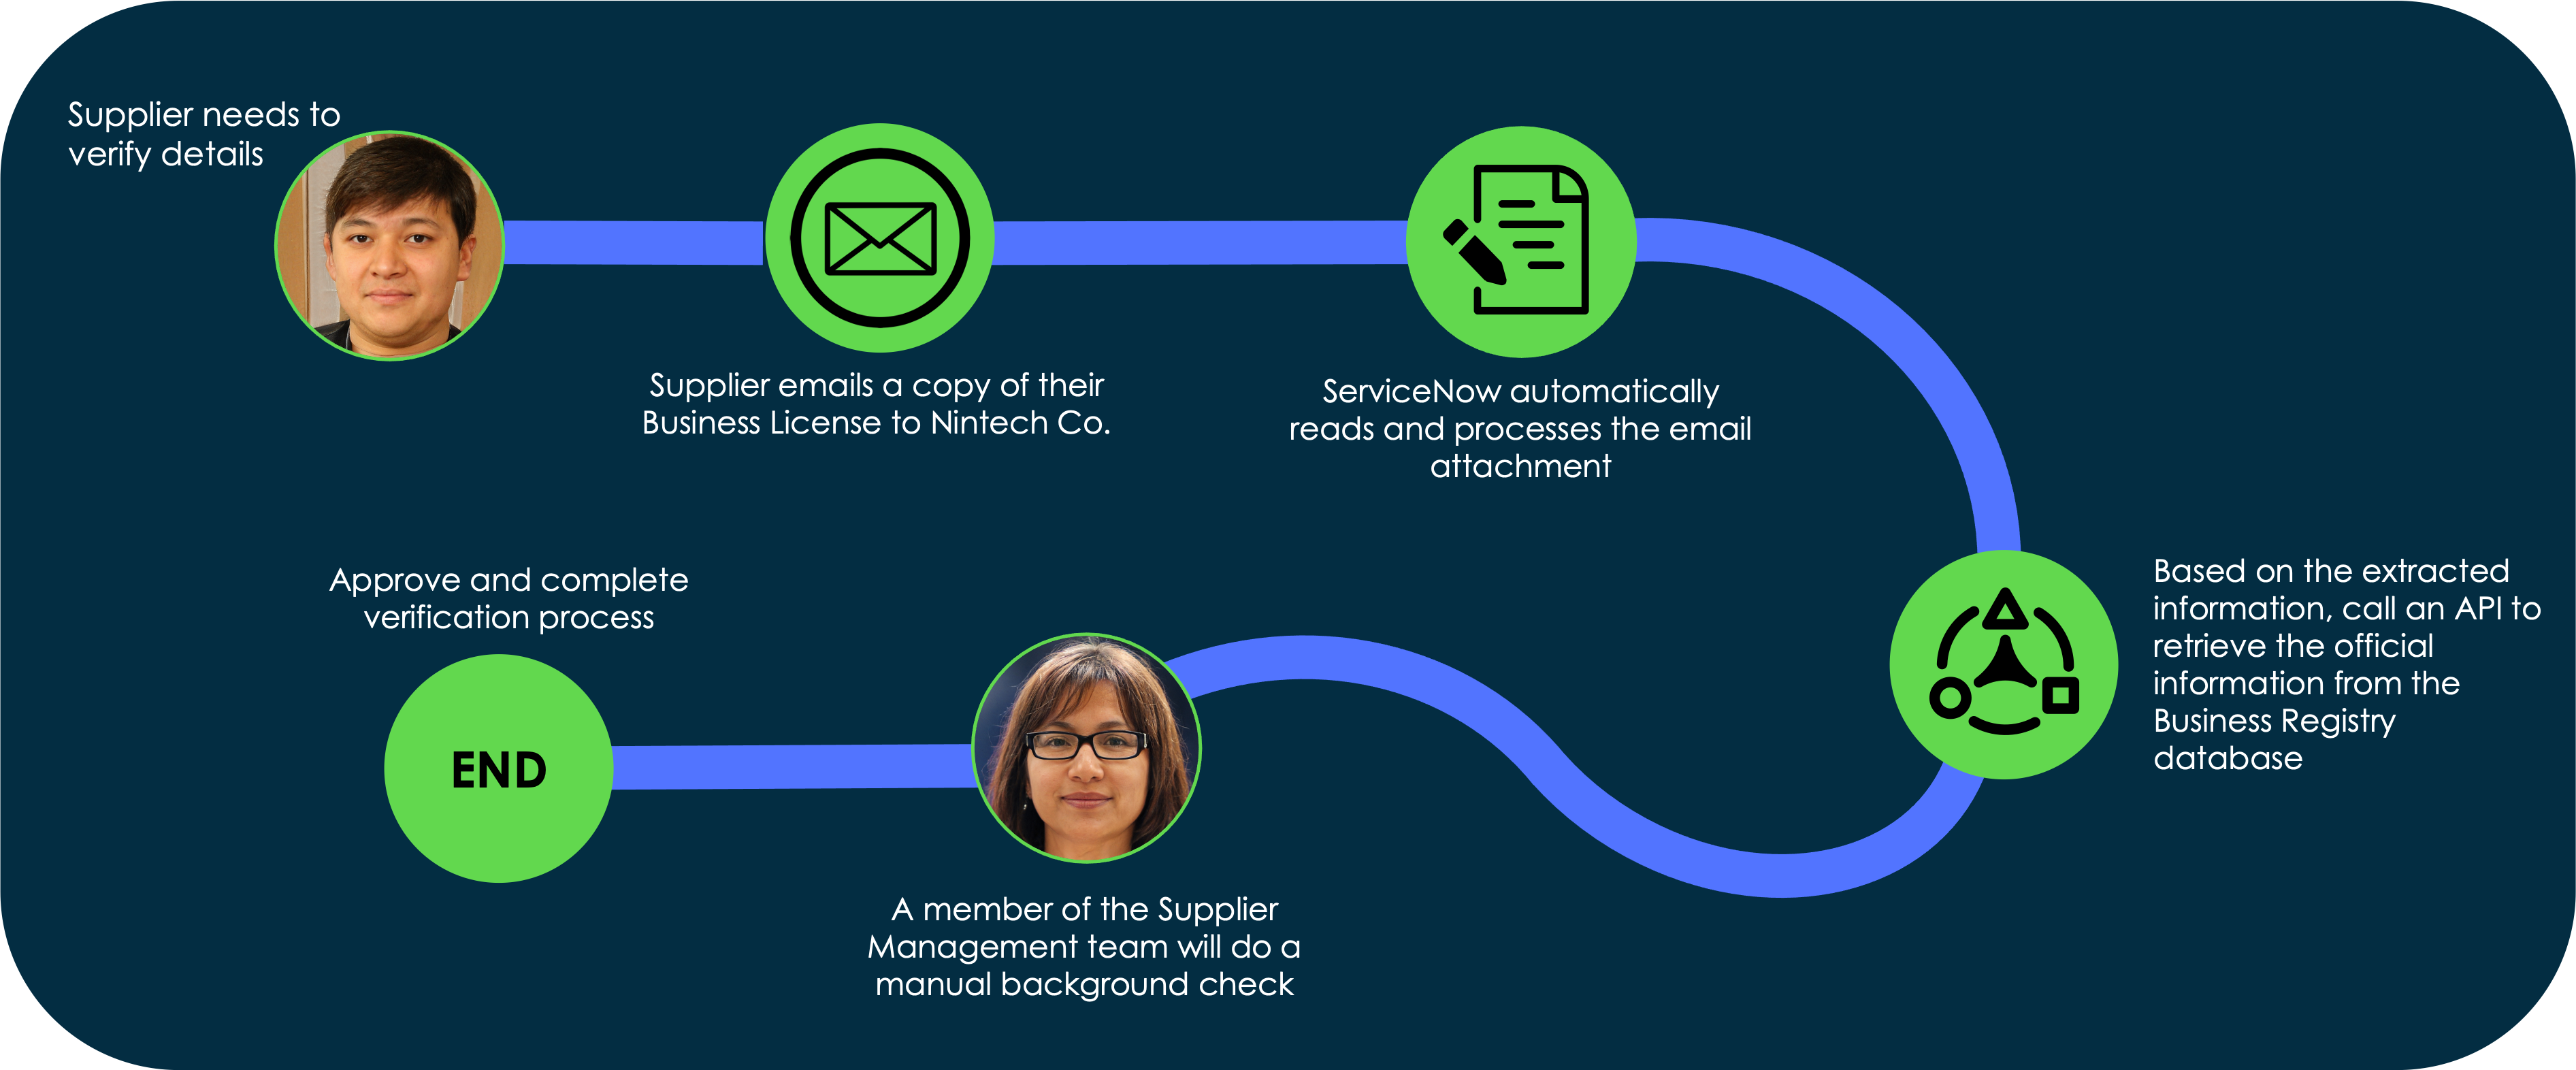 Supplier needs to
verify details
Supplier emails a copy of their
Business License to Nintech Co.
ServiceNow automatically
reads and processes the email
attachment
Based on the extracted
information, call an API to
retrieve the official
information from the
Business Registry
database
A member of the Supplier
Management team will do a
manual background check
Approve and complete
verification process
END